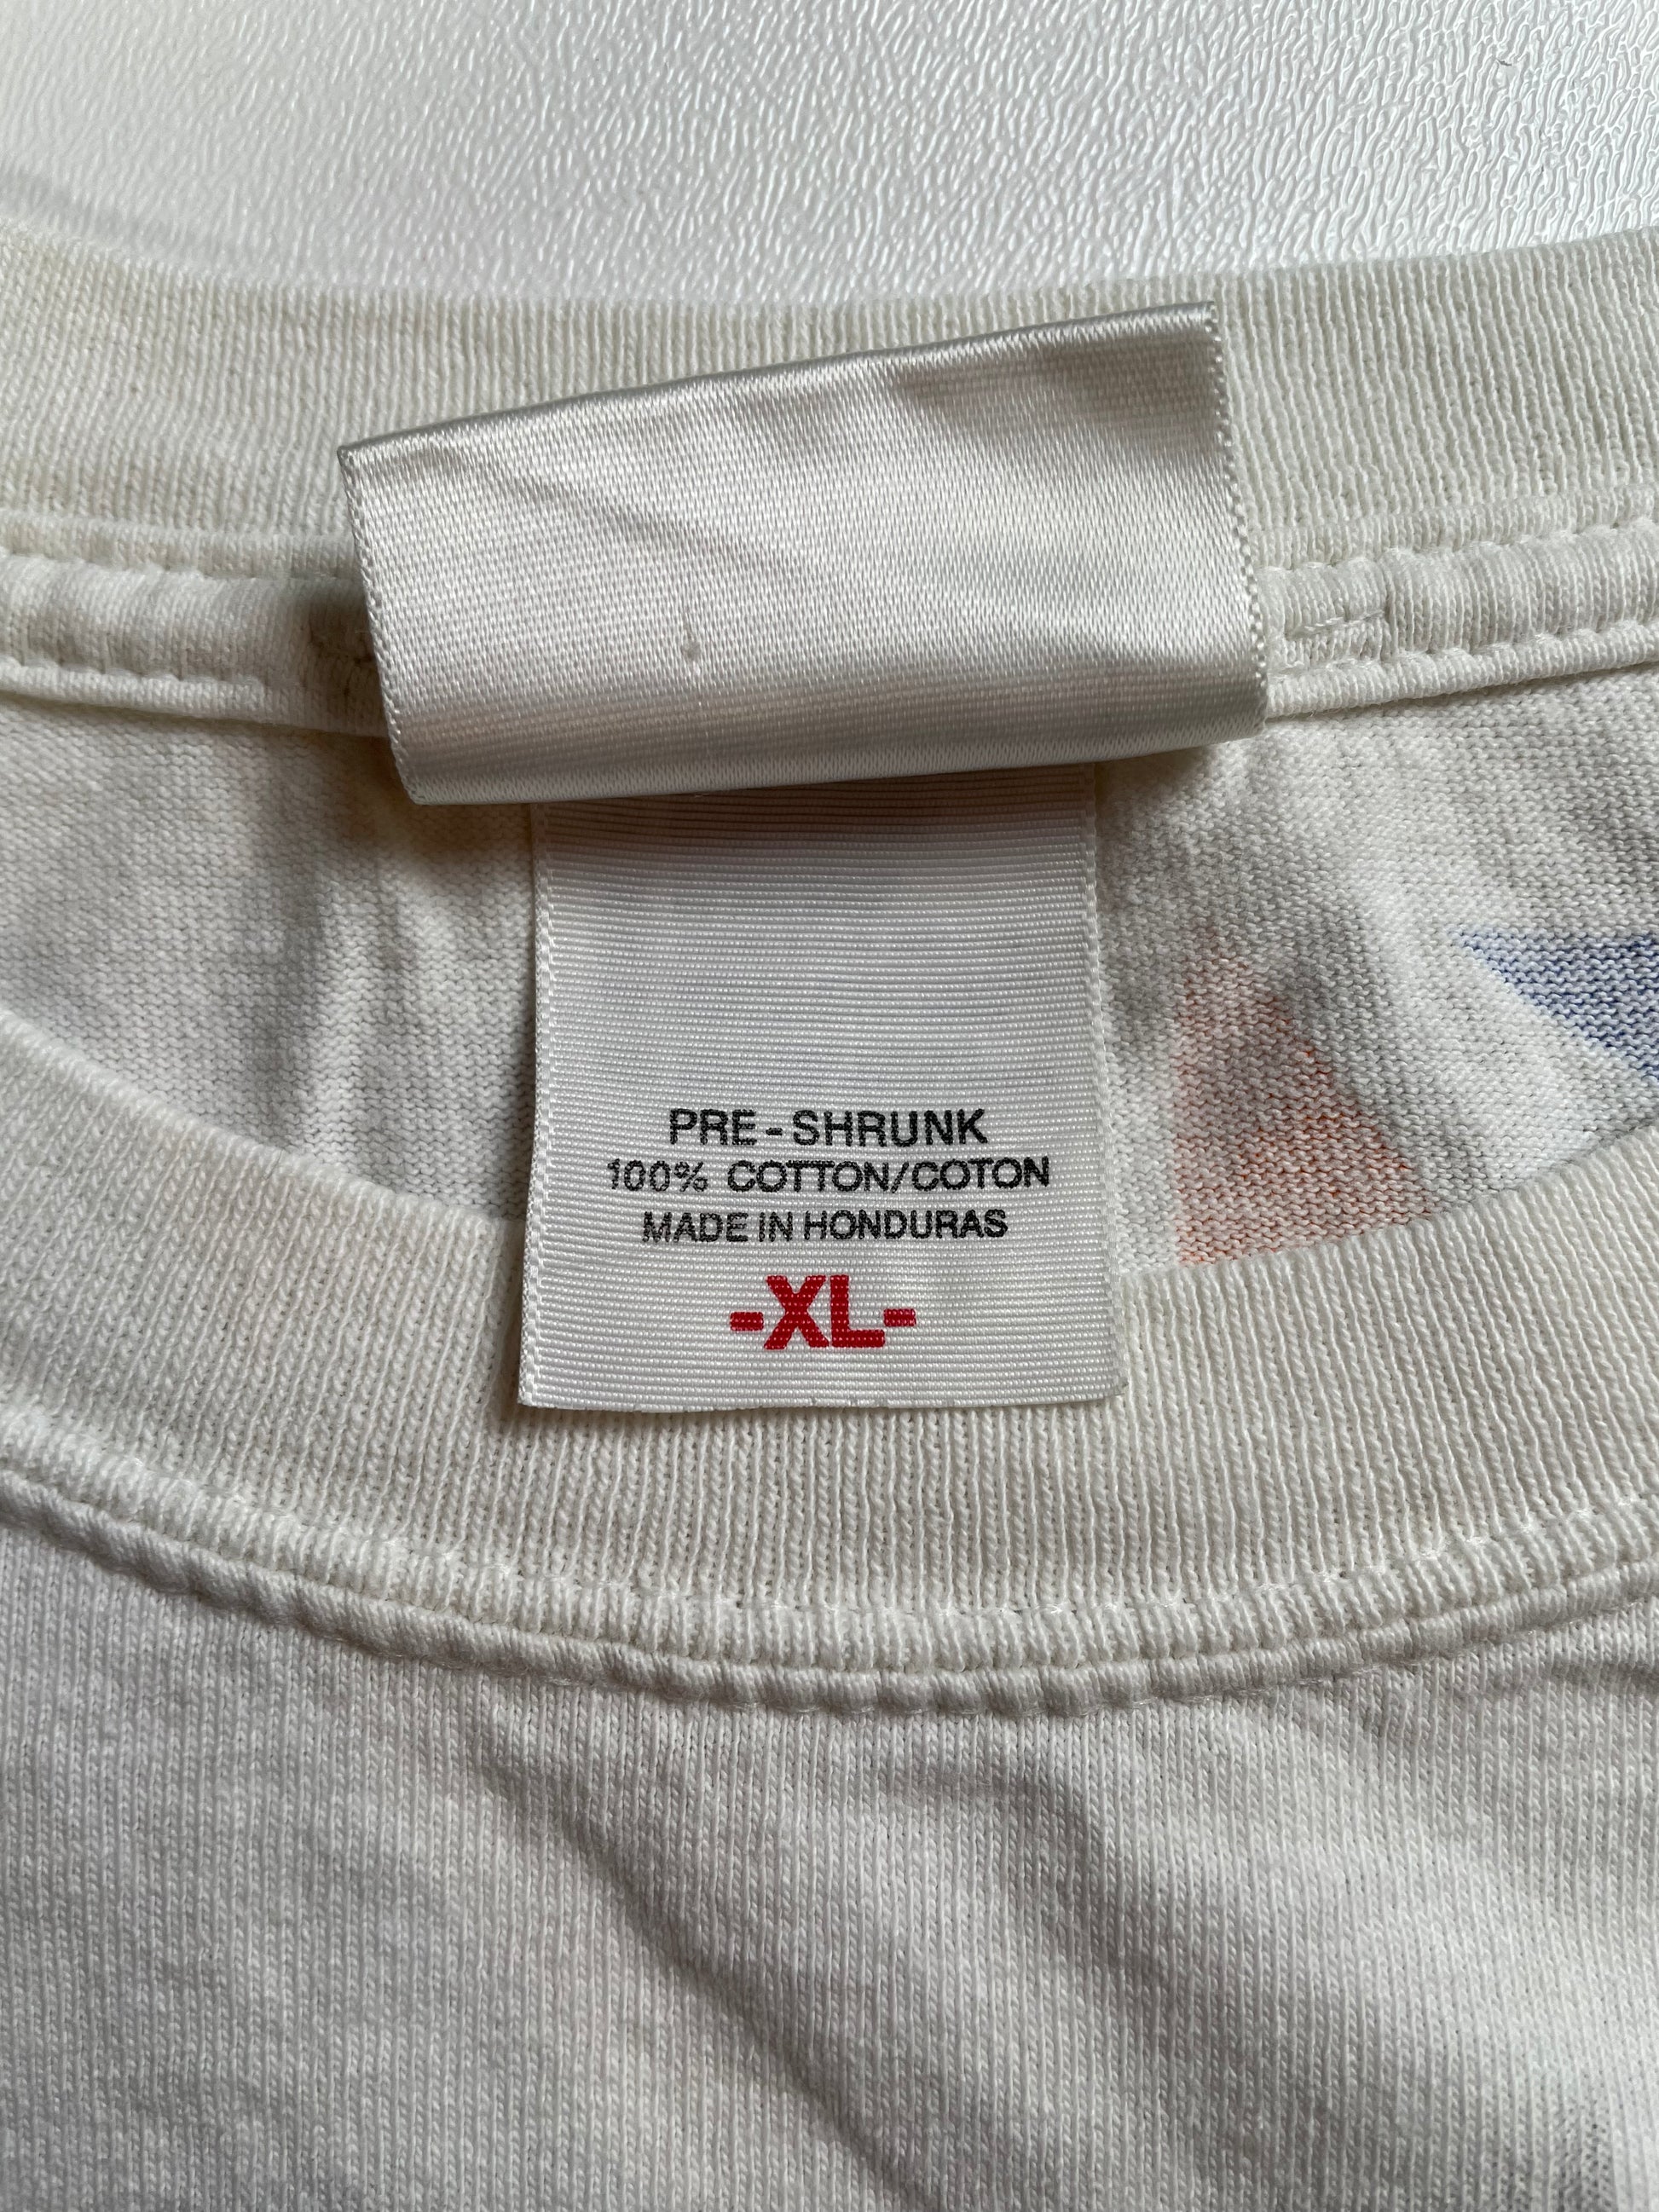 PRE-SHRUNK
100% COTTON/COTON
MADE IN HONDURAS
-XL-